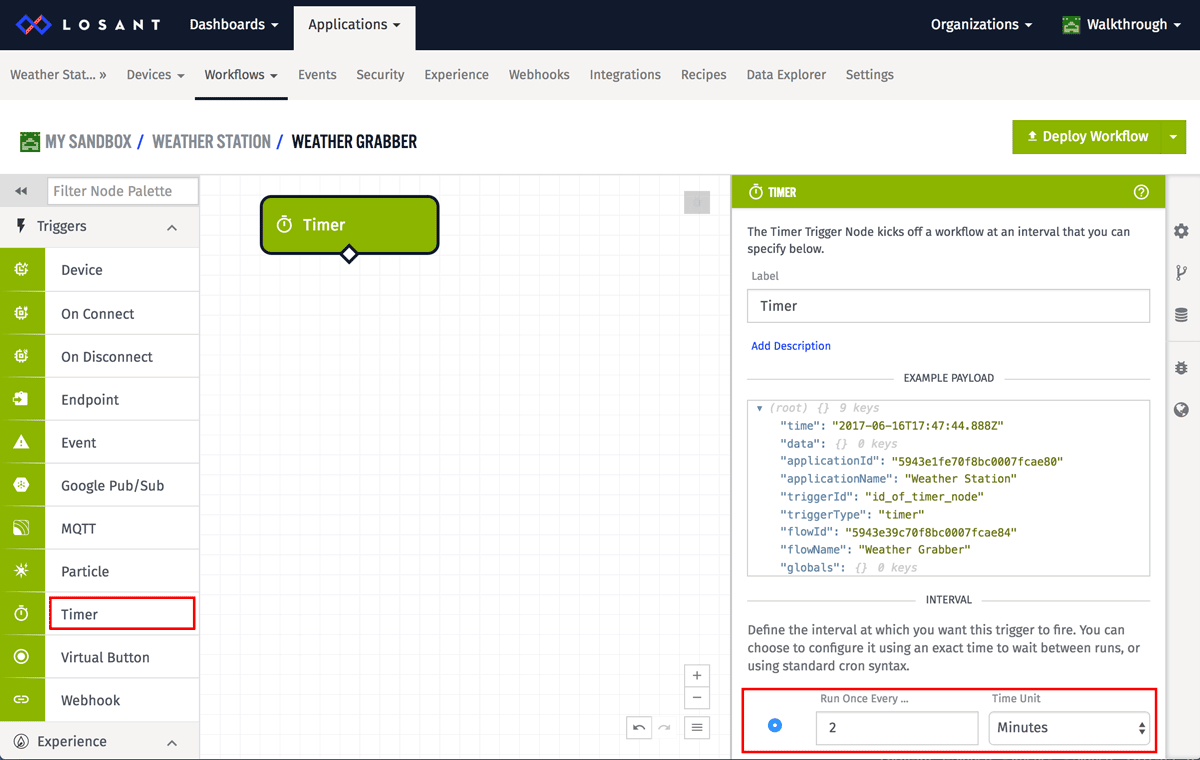 LOSANT Dashboards Applications Organizations Walkthrough
Weather Stat... » Devices Workflows Events Security Experience Webhooks Integrations Recipes Data Explorer Settings
MY SANDBOX / WEATHER STATION / WEATHER GRABBER
Deploy Workflow
Filter Node Palette
Triggers
Device
On Connect
On Disconnect
Endpoint
Event
Google Pub/Sub
MQTT
Particle
Timer
Virtual Button
Webhook
Experience
Timer
TIMER
The Timer Trigger Node kicks off a workflow at an interval that you can
specify below.
Label
Timer
Add Description
EXAMPLE PAYLOAD
(root) {} 9 keys
"time": "2017-06-16T17:47:44.888Z"
"data": {} 0 keys
"applicationId": "5943e1fe70f8bc0007fcae80"
"applicationName": "Weather Station"
"triggerId": "id_of_timer_node"
"triggerType": "timer"
"flowId": "5943e39c70f8bc0007fcae84"
"flowName": "Weather Grabber"
"globals": {} 0 keys
INTERVAL
Define the interval at which you want this trigger to fire. You can
choose to configure it using an exact time to wait between runs, or
using standard cron syntax.
Run Once Every ... Time Unit
2 Minutes